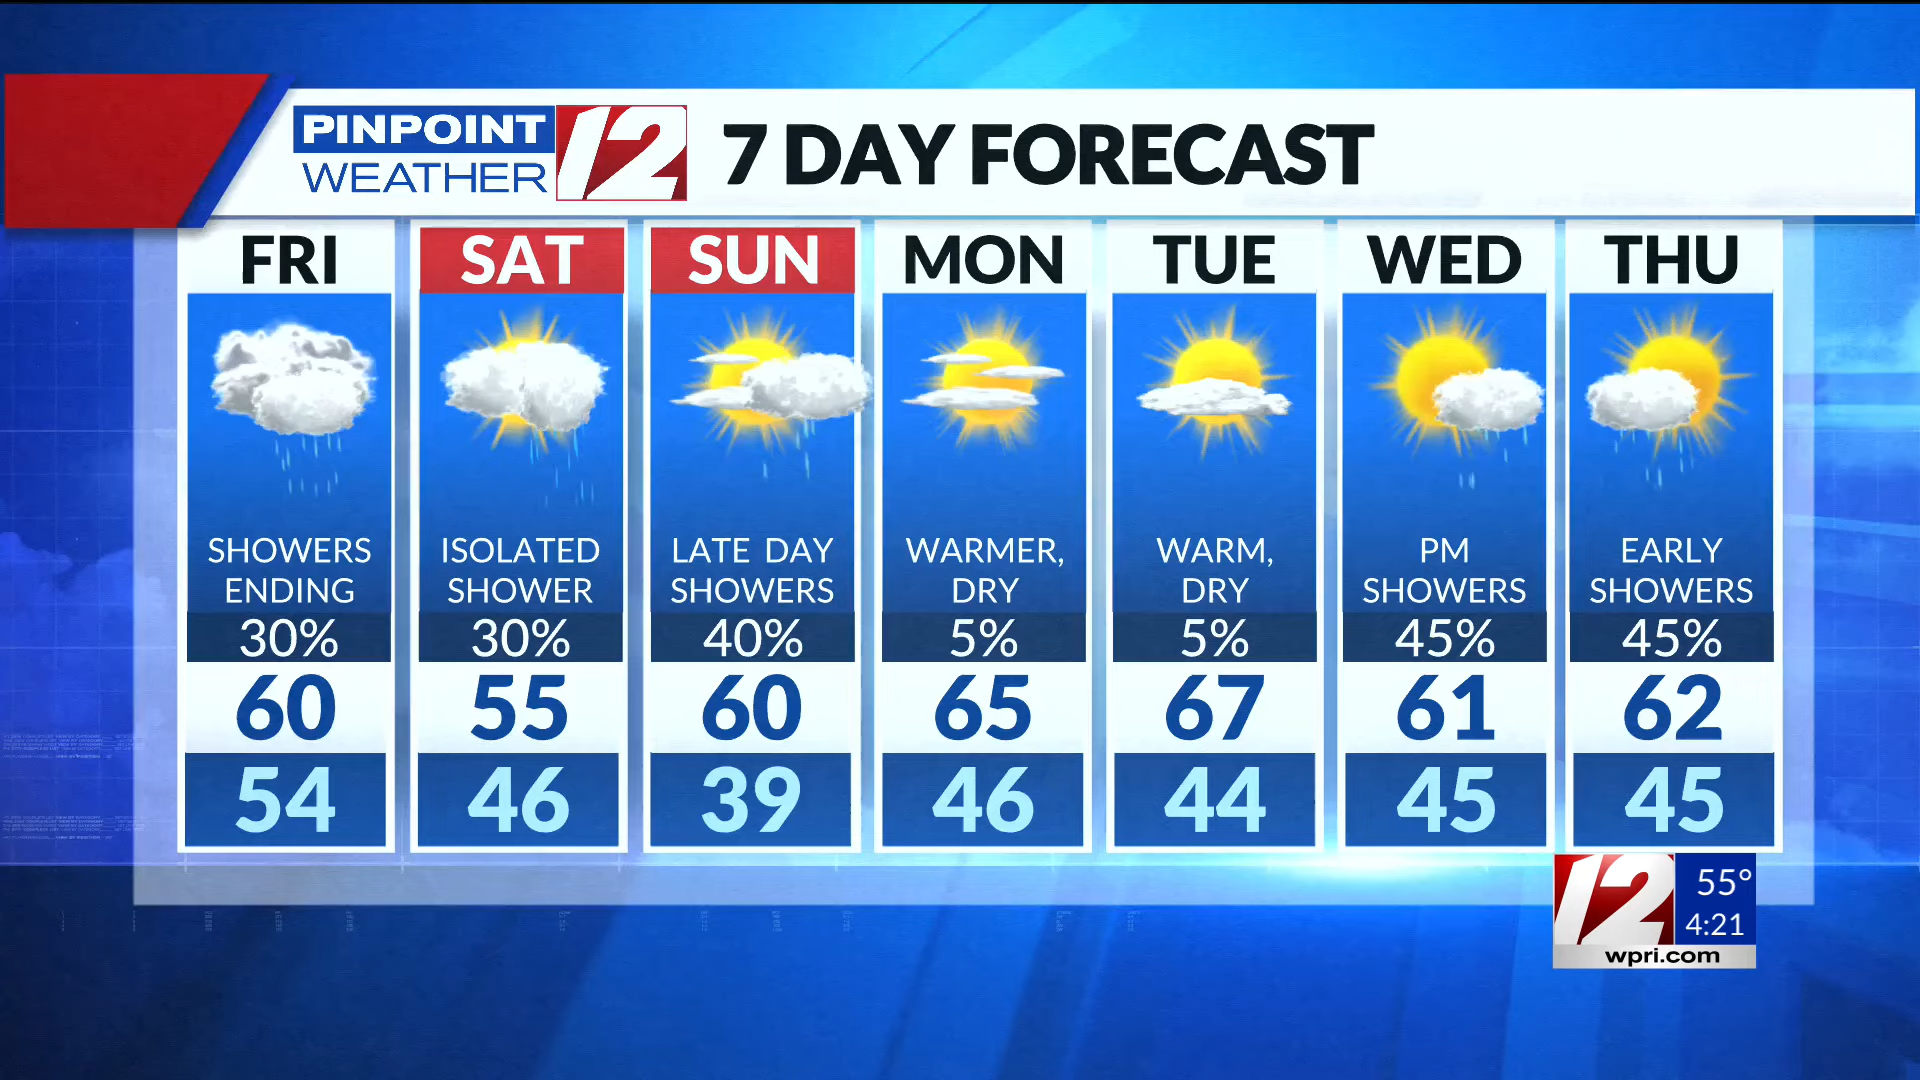 PINPOINT
WEATHER
12
7 DAY FORECAST
FRI SAT SUN MON TUE WED THU
SHOWERS ISOLATED LATE DAY WARMER, WARM, PM EARLY
ENDING SHOWER SHOWERS DRY DRY SHOWERS SHOWERS
30% 30% 40% 5% 5% 45% 45%
60 55 60 65 67 61 62
54 46 39 46 44 45 45
12
55°
4:21
wpri.com